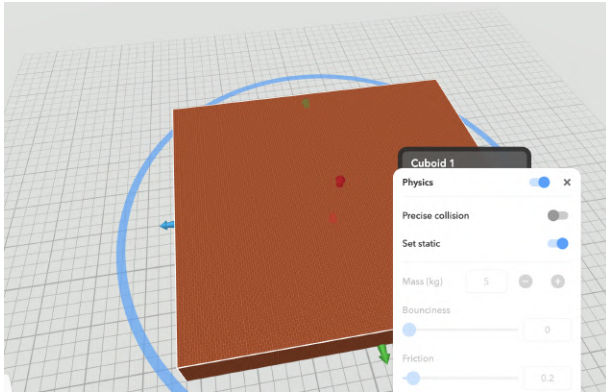 Cuboid 1
Physics
Precise collision
Set static
Mass (kg) 5
Bounciness
0
Friction
0.2